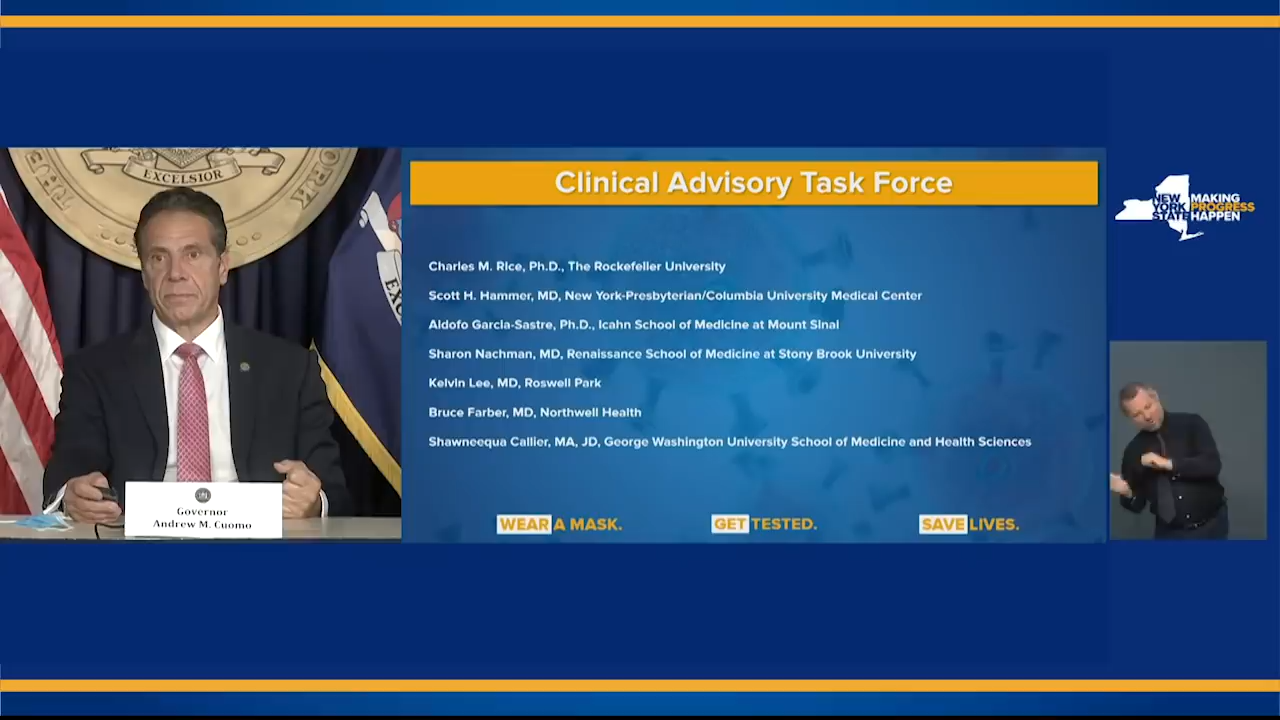 EXCELSIOR
THE
ORK
EXC
Governor
Andrew M. Cuomo
Clinical Advisory Task Force
Charles M. Rice, Ph.D., The Rockefeller University
Scott H. Hammer, MD, New York-Presbyterian/Columbia University Medical Center
Aldofo Garcia-Sastre, Ph.D., Icahn School of Medicine at Mount Sinai
Sharon Nachman, MD, Renaissance School of Medicine at Stony Brook University
Kelvin Lee, MD, Roswell Park
Bruce Farber, MD, Northwell Health
Shawneequa Callier, MA, JD, George Washington University School of Medicine and Health Sciences
WEAR A MASK.
GET TESTED.
SAVE LIVES.
NEW
YORK
STATE
MAKING
PROGRESS
HAPPEN